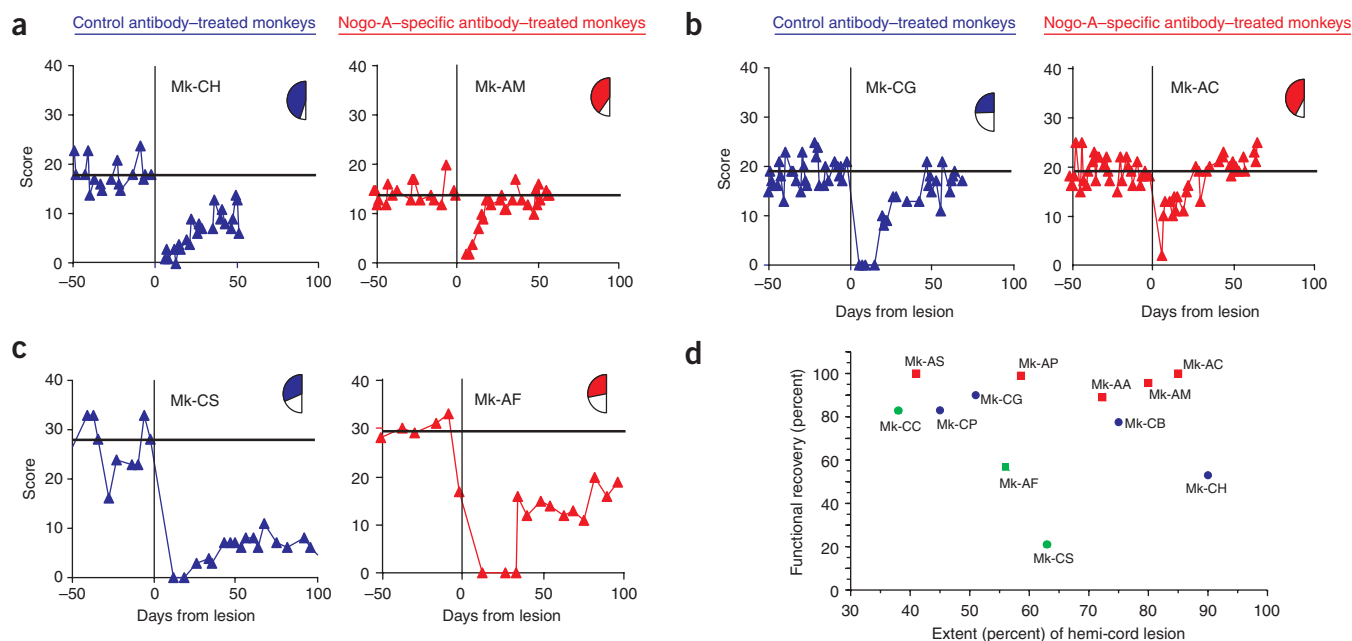 a
Control antibody–treated monkeys
Nogo-A–specific antibody–treated monkeys
b
Control antibody–treated monkeys
Nogo-A–specific antibody–treated monkeys
Score
40
30
20
10
0
Mk-CH
–50 0 50 100
40
30
20
10
0
Mk-AM
–50 0 50 100
Days from lesion
40
30
20
10
0
Mk-CG
–50 0 50 100
Days from lesion
40
30
20
10
0
Mk-AC
–50 0 50 100
Days from lesion
c
Score
40
30
20
10
0
Mk-CS
–50 0 50 100
Days from lesion
40
30
20
10
0
Mk-AF
–50 0 50 100
Days from lesion
d
Functional recovery (percent)
100
80
60
40
20
0
Mk-AS
Mk-AP
Mk-AC
Mk-AA
Mk-AM
Mk-CG
Mk-CC
Mk-CP
Mk-CB
Mk-AF
Mk-CH
Mk-CS
30 40 50 60 70 80 90 100
Extent (percent) of hemi-cord lesion